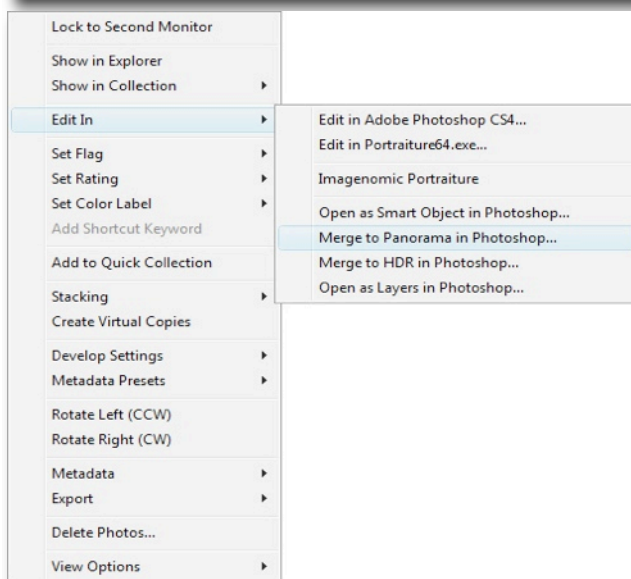 Lock to Second Monitor
Show in Explorer
Show in Collection
Edit In
Set Flag
Set Rating
Set Color Label
Add Shortcut Keyword
Add to Quick Collection
Stacking
Create Virtual Copies
Develop Settings
Metadata Presets
Rotate Left (CCW)
Rotate Right (CW)
Metadata
Export
Delete Photos...
View Options
Edit in Adobe Photoshop CS4...
Edit in Portraiture64.exe...
Imagenomic Portraiture
Open as Smart Object in Photoshop...
Merge to Panorama in Photoshop...
Merge to HDR in Photoshop...
Open as Layers in Photoshop...